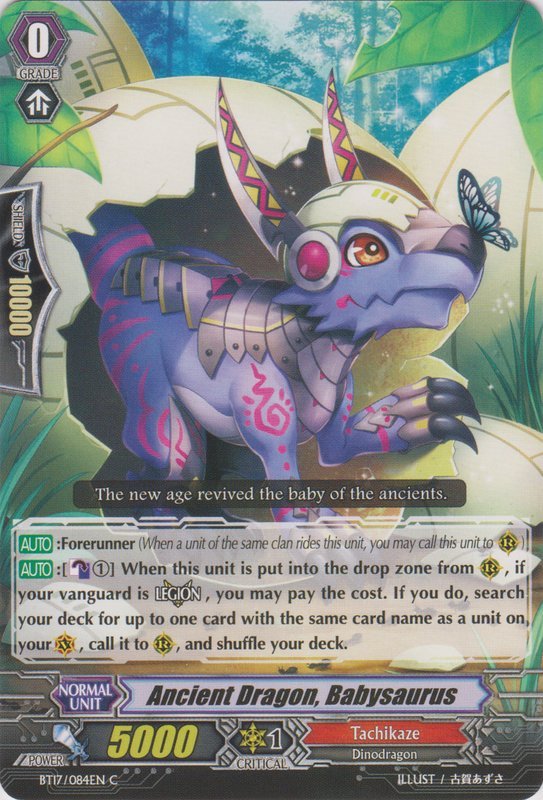 0
GRADE
SHIELD
10000
The new age revived the baby of the ancients.
AUTO :Forerunner (When a unit of the same clan rides this unit, you may call this unit to R)
AUTO :[ 1] When this unit is put into the drop zone from R, if
your vanguard is LEGION, you may pay the cost. If you do, search
your deck for up to one card with the same card name as a unit on
your V, call it to R, and shuffle your deck.
NORMAL
UNIT
Ancient Dragon, Babysaurus
POWER
5000
1
CRITICAL
Tachikaze
Dinodragon
BT17/084EN C
ILLUST / 古賀あずさ